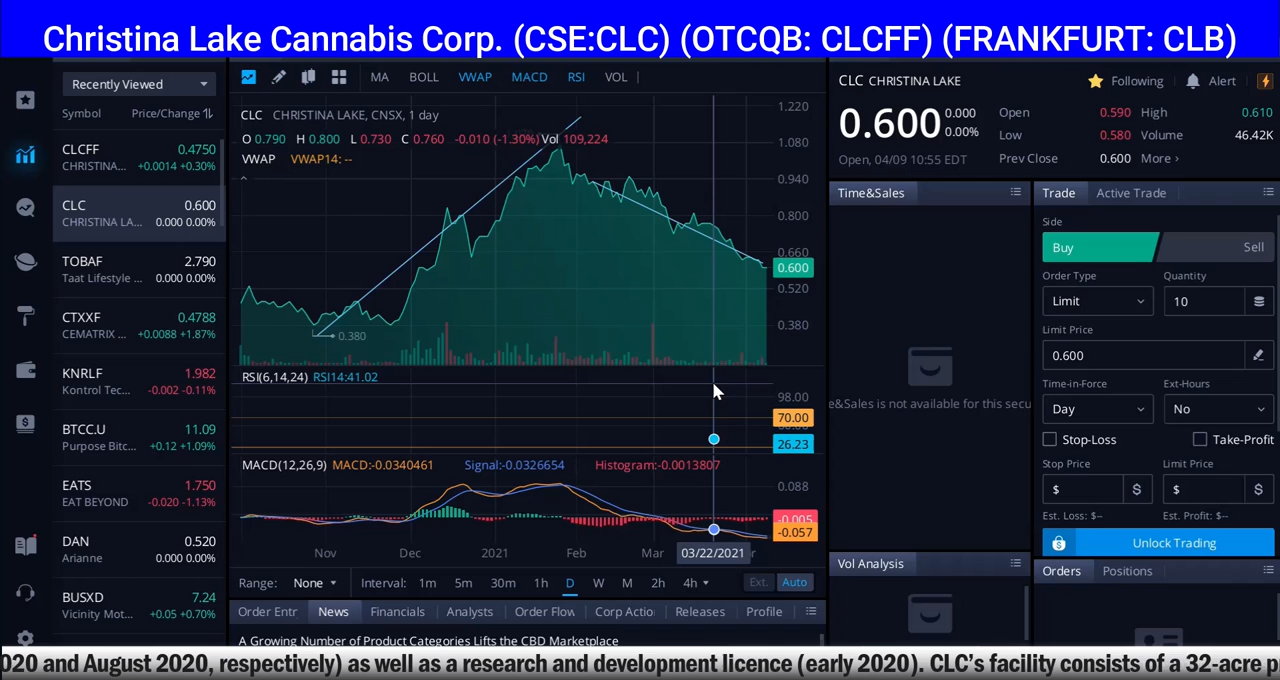 Christina Lake Cannabis Corp. (CSE:CLC) (OTCQB: CLCFF) (FRANKFURT: CLB)
Recently Viewed
Symbol Price/Change
CLCFF 0.4750
CHRISTINA... +0.0014 +0.30%
CLC 0.600
CHRISTINA LA... 0.000 0.00%
TOBAF 2.790
Taat Lifestyle ... 0.000 0.00%
CTXXF 0.4788
CEMATRIX ... +0.0088 +1.87%
KNRLF 1.982
Kontrol Tec... -0.002 -0.11%
BTCC.U 11.09
Purpose Bitc... +0.12 +1.09%
EATS 1.750
EAT BEYOND -0.020 -1.13%
DAN 0.520
Arianne 0.000 0.00%
BUSXD 7.24
Vicinity Mot... +0.05 +0.70%
MA BOLL VWAP MACD RSI VOL
CLC CHRISTINA LAKE, CNSX, 1 day
O 0.790 H 0.800 L 0.730 C 0.760 -0.010 (-1.30%) Vol 109,224
VWAP VWAP14: --
1.220
1.080
0.940
0.800
0.660
0.600
0.520
0.380
0.380
RSI(6,14,24) RSI14:41.02
98.00
70.00
26.23
MACD(12,26,9) MACD:-0.0340461 Signal:-0.0326654 Histogram:-0.0013807
0.088
-0.005
-0.057
Nov Dec 2021 Feb Mar 03/22/2021
Range: None Interval: 1m 5m 30m 1h D W M 2h 4h Ext. Auto
Order Entr News Financials Analysts Order Flow Corp Actio Releases Profile
A Growing Number of Product Categories Lifts the CBD Marketplace
CLC CHRISTINA LAKE Following Alert
0.600 0.000 0.00%
Open, 04/09 10:55 EDT
Open 0.590 High 0.610
Low 0.580 Volume 46.42K
Prev Close 0.600 More ›
Time&Sales
e&Sales is not available for this secu
Vol Analysis
Trade Active Trade
Side
Buy Sell
Order Type Quantity
Limit 10
Limit Price
0.600
Time-in-Force Ext-Hours
Day No
Stop-Loss Take-Profit
Stop Price Limit Price
$ $ $ $
Est. Loss: $-- Est. Profit: $--
Unlock Trading
Orders Positions
020 and August 2020, respectively) as well as a research and development licence (early 2020). CLC's facility consists of a 32-acre p